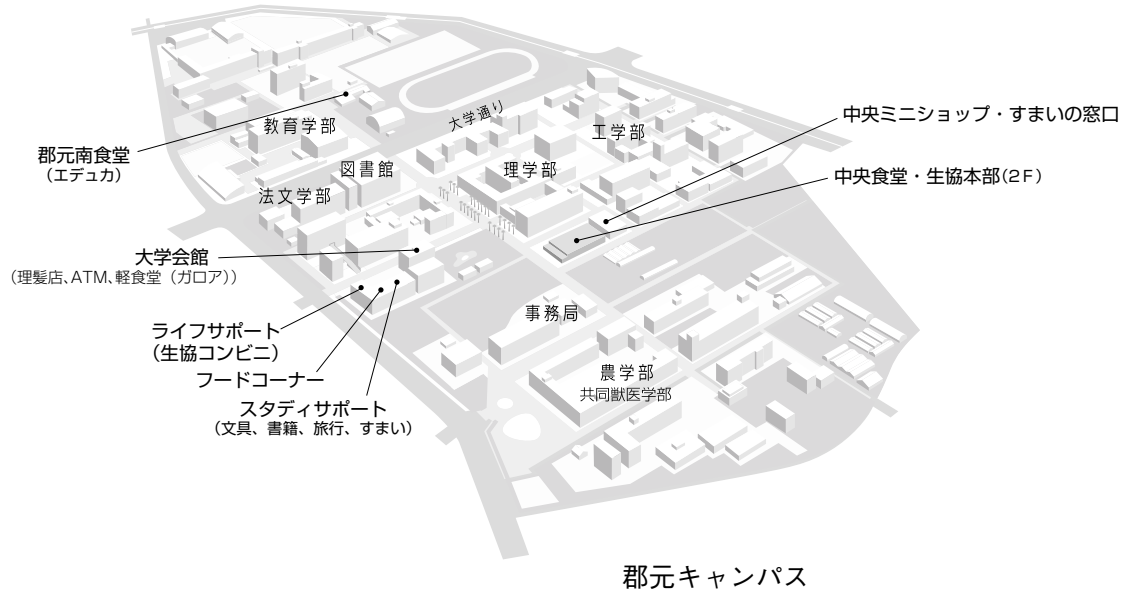 大学通り
中央ミニショップ・すまいの窓口
教育学部
工学部
郡元南食堂
(エデュカ)
図書館
理学部
中央食堂・生協本部(2F)
法文学部
大学会館
(理髪店、ATM、軽食堂（ガロア）)
ライフサポート
(生協コンビニ)
事務局
フードコーナー
農学部
共同獣医学部
スタディサポート
(文具、書籍、旅行、すまい)
郡元キャンパス